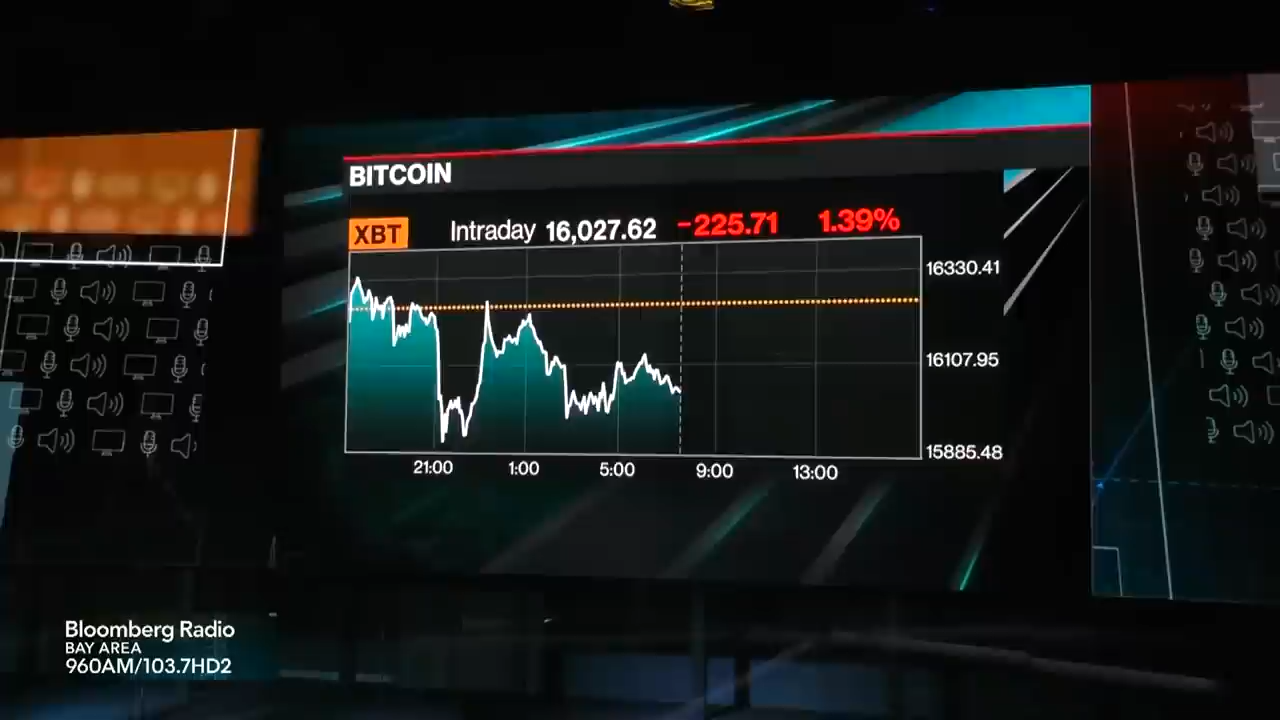 BITCOIN
XBT Intraday 16,027.62 -225.71 1.39%
16330.41
16107.95
15885.48
21:00 1:00 5:00 9:00 13:00
Bloomberg Radio
BAY AREA
960AM/103.7HD2